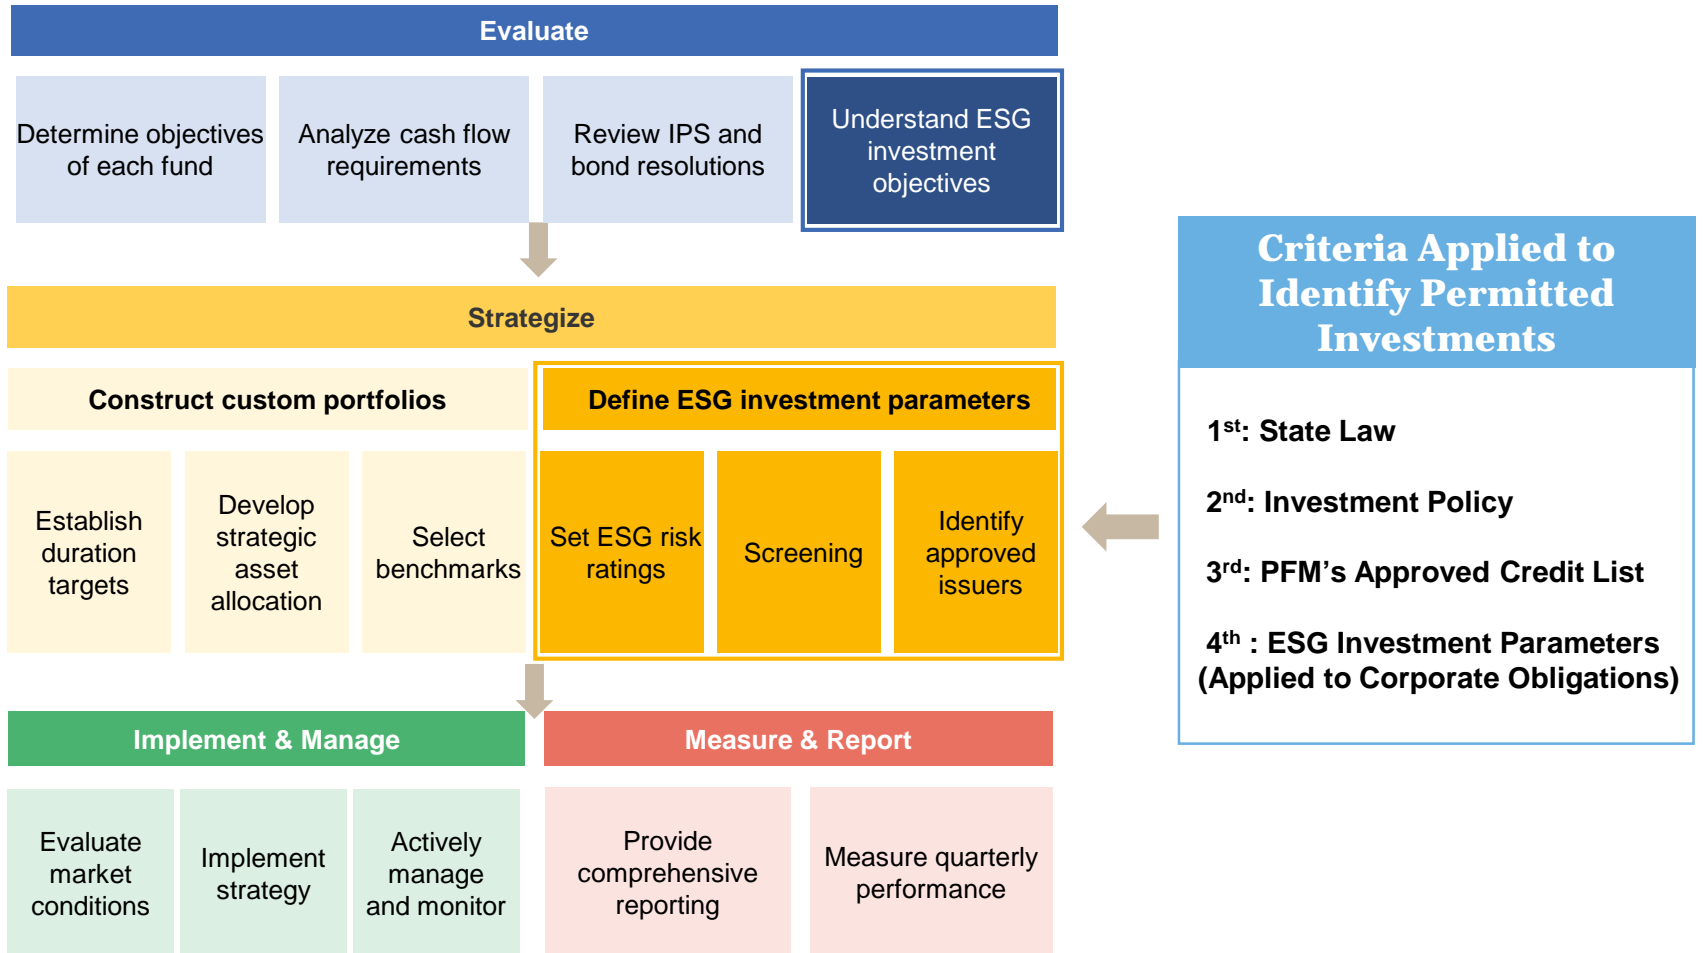 Evaluate
Determine objectives
of each fund
Analyze cash flow
requirements
Review IPS and
bond resolutions
Understand ESG
investment
objectives
Strategize
Construct custom portfolios
Define ESG investment parameters
Establish
duration
targets
Develop
strategic
asset
allocation
Select
benchmarks
Set ESG risk
ratings
Screening
Identify
approved
issuers
Implement & Manage
Measure & Report
Evaluate
market
conditions
Implement
strategy
Actively
manage
and monitor
Provide
comprehensive
reporting
Measure quarterly
performance
Criteria Applied to
Identify Permitted
Investments
1st: State Law
2nd: Investment Policy
3rd: PFM’s Approved Credit List
4th : ESG Investment Parameters
(Applied to Corporate Obligations)